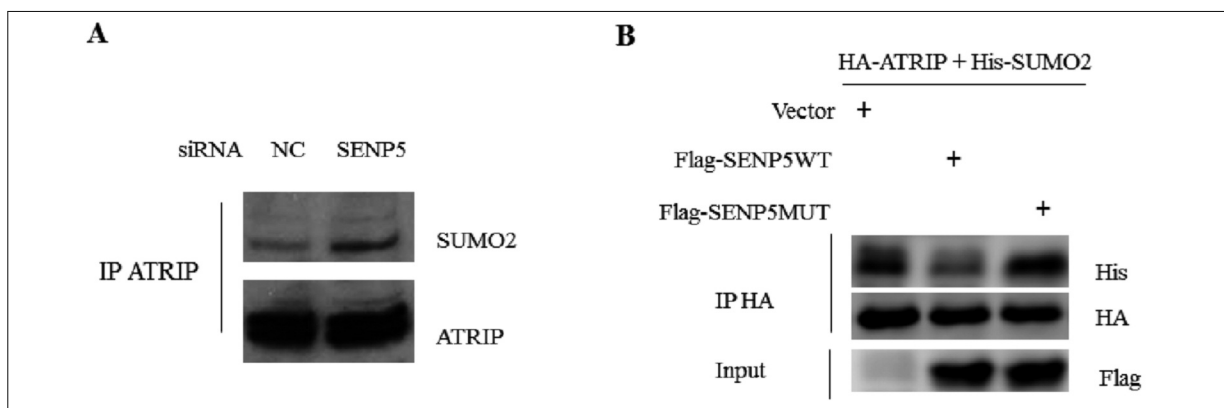 A
siRNA NC SENP5
IP ATRIP
SUMO2
ATRIP
B
HA-ATRIP + His-SUMO2
Vector +
Flag-SENP5WT +
Flag-SENP5MUT +
IP HA
His
HA
Input
Flag